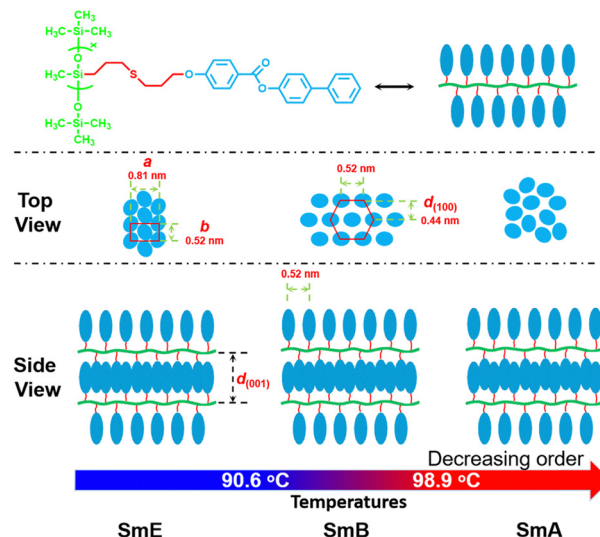 CH3
H3C-Si-CH3
O
x
H3C-Si
S
O
O
O
O
H3C-Si-CH3
CH3
a
0.81 nm
0.52 nm
Top
View
b
0.52 nm
d(100)
0.44 nm
0.52 nm
Side
View
d(001)
Decreasing order
90.6 oC
98.9 oC
Temperatures
SmE
SmB
SmA